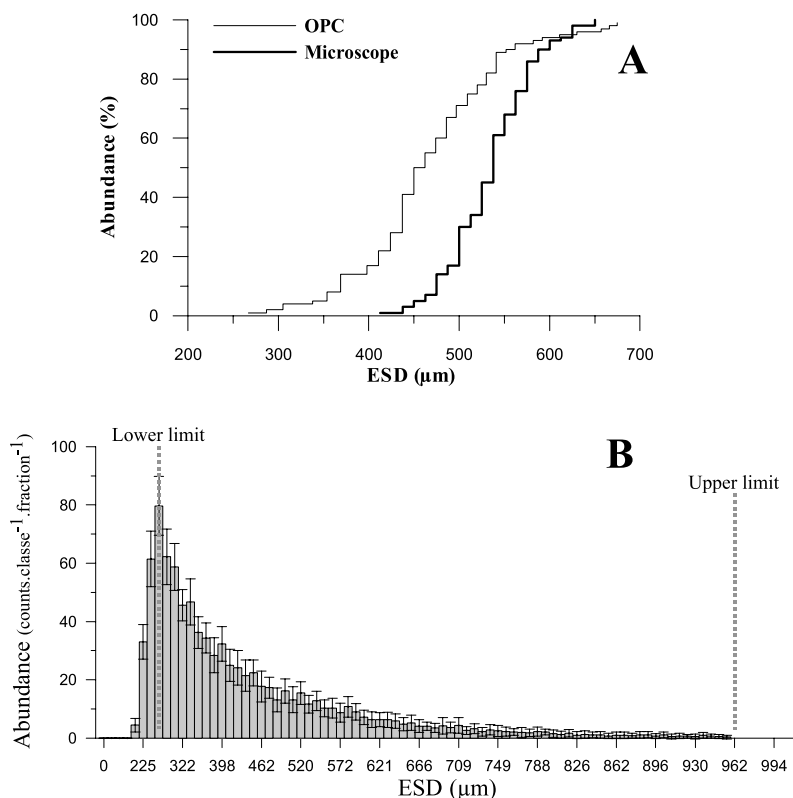 OPC
Microscope
A
100
80
60
40
20
0
Abundance (%)
200 300 400 500 600 700
ESD (µm)
B
Lower limit
Upper limit
100
80
60
40
20
0
Abundance (counts.classe-1.fraction-1)
0 225 322 398 462 520 572 621 666 709 749 788 826 862 896 930 962 994
ESD (µm)